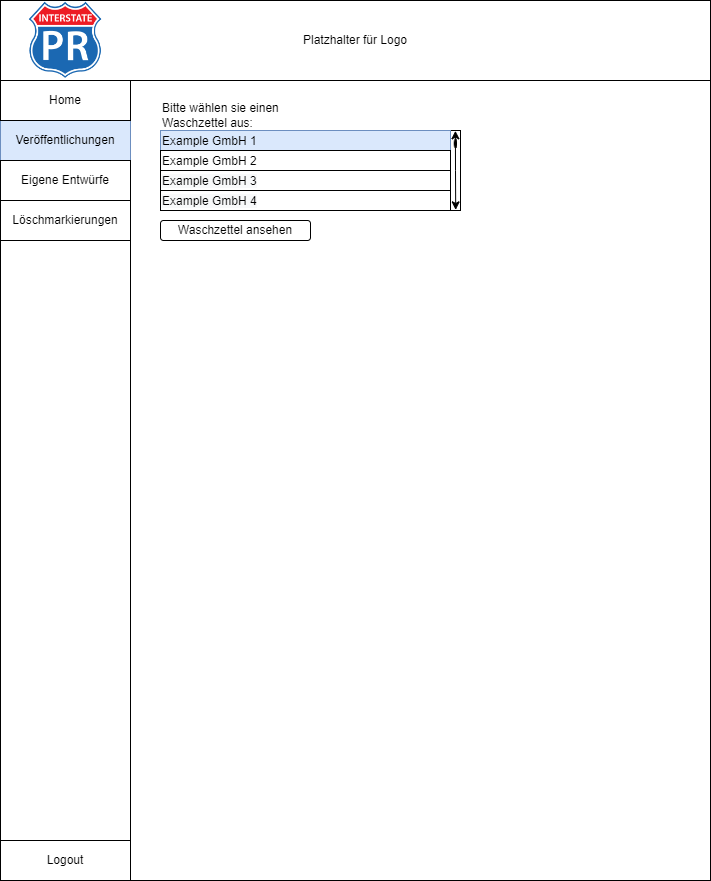 INTERSTATE
PR
Platzhalter für Logo
Home
Veröffentlichungen
Eigene Entwürfe
Löschmarkierungen
Bitte wählen sie einen
Waschzettel aus:
Example GmbH 1
Example GmbH 2
Example GmbH 3
Example GmbH 4
Waschzettel ansehen
Logout